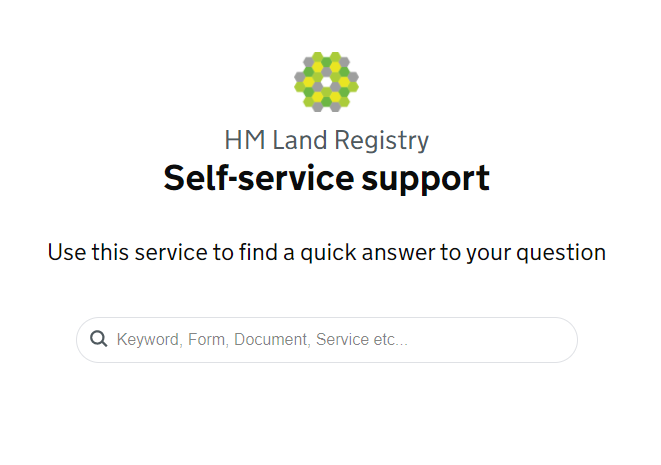 HM Land Registry
Self-service support
Use this service to find a quick answer to your question
Keyword, Form, Document, Service etc...